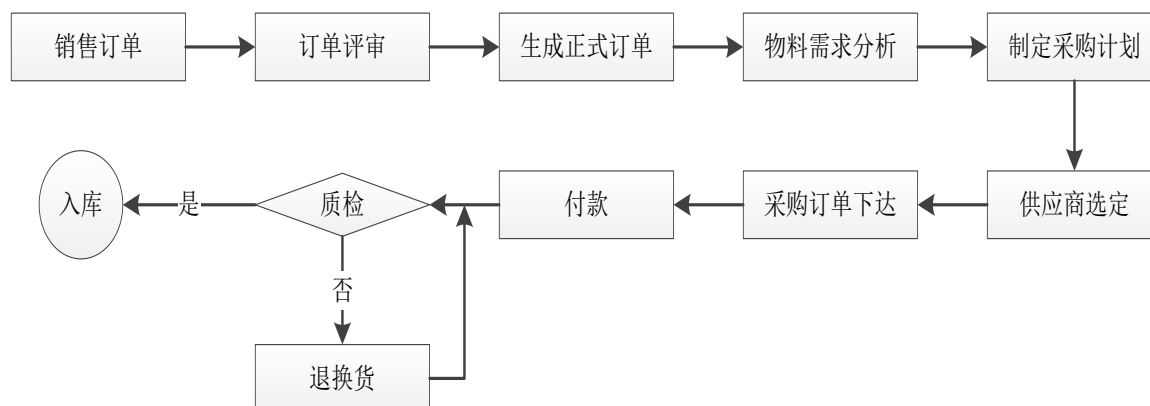 销售订单
订单评审
生成正式订单
物料需求分析
制定采购计划
入库
是
质检
付款
采购订单下达
供应商选定
否
退换货